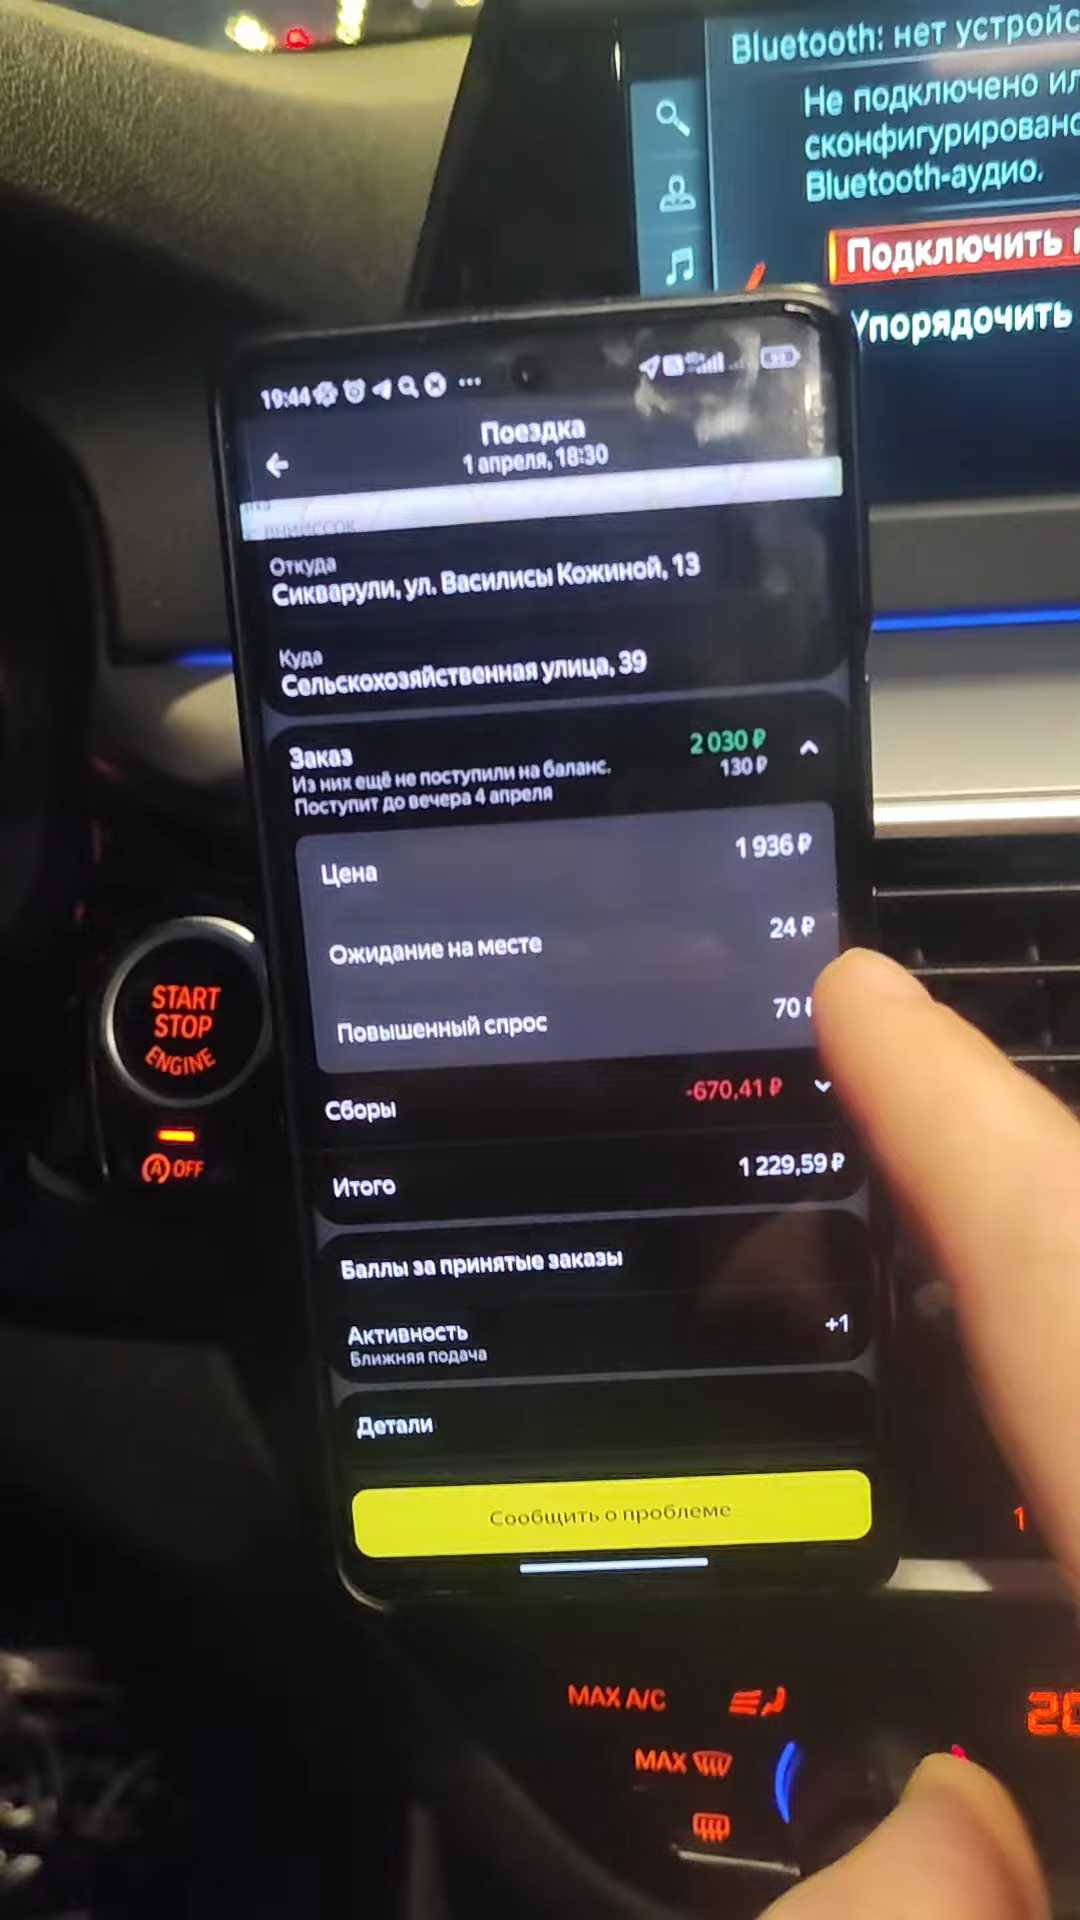 Bluetooth: нет устройс
Не подключено ил
сконфигурировано
Bluetooth-аудио.
Подключить
Упорядочить
19:44
Поездка
1 апреля, 18:30
Откуда
Сикварули, ул. Василисы Кожиной, 13
Куда
Сельскохозяйственная улица, 39
Заказ
2 030 ₽
Из них ещё не поступили на баланс.
130 ₽
Поступит до вечера 4 апреля
Цена
1 936 ₽
Ожидание на месте
24 ₽
Повышенный спрос
70
Сборы
-670,41 ₽
Итого
1 229,59 ₽
Баллы за принятые заказы
Активность
+1
Ближняя подача
Детали
Сообщить о проблеме
START
STOP
ENGINE
A OFF
1
MAX A/C
20
MAX